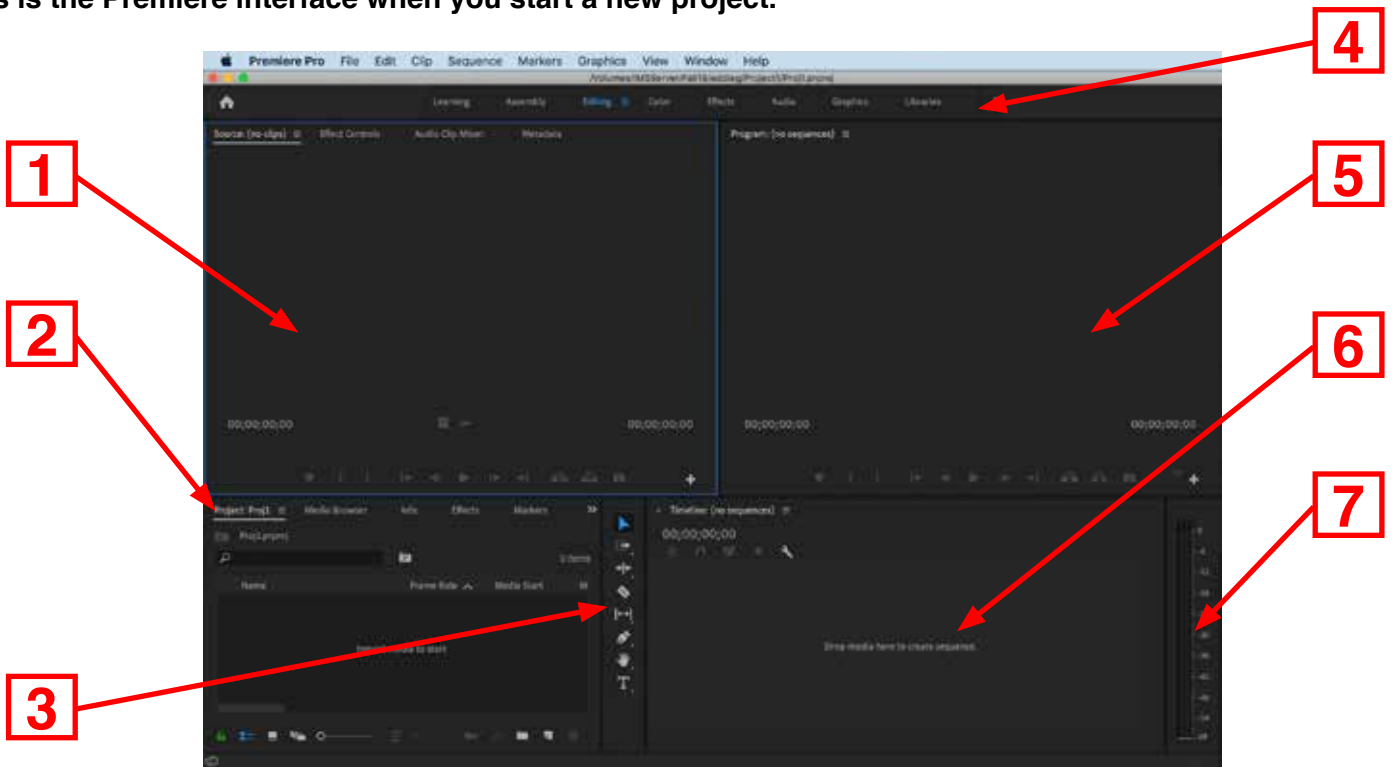 s is the Premiere interface when you start a new project.
4
Premiere Pro File Edit Clip Sequence Markers Graphics View Window Help
Learning Assembly Editing Color Effects Audio Graphics Libraries
Source: (no clips) Effect Controls Audio Clip Mixer: Metadata
Program: (no sequences)
1
5
2
6
00;00;00;00
00;00;00;00
00;00;00;00
00;00;00;00
7
Project: Proj1 Media Browser Info Effects Markers
Timeline: (no sequences)
Proj1.prproj
00;00;00;00
Name Frame Rate Media Start M
Drop media here to create sequence.
to start
3
T